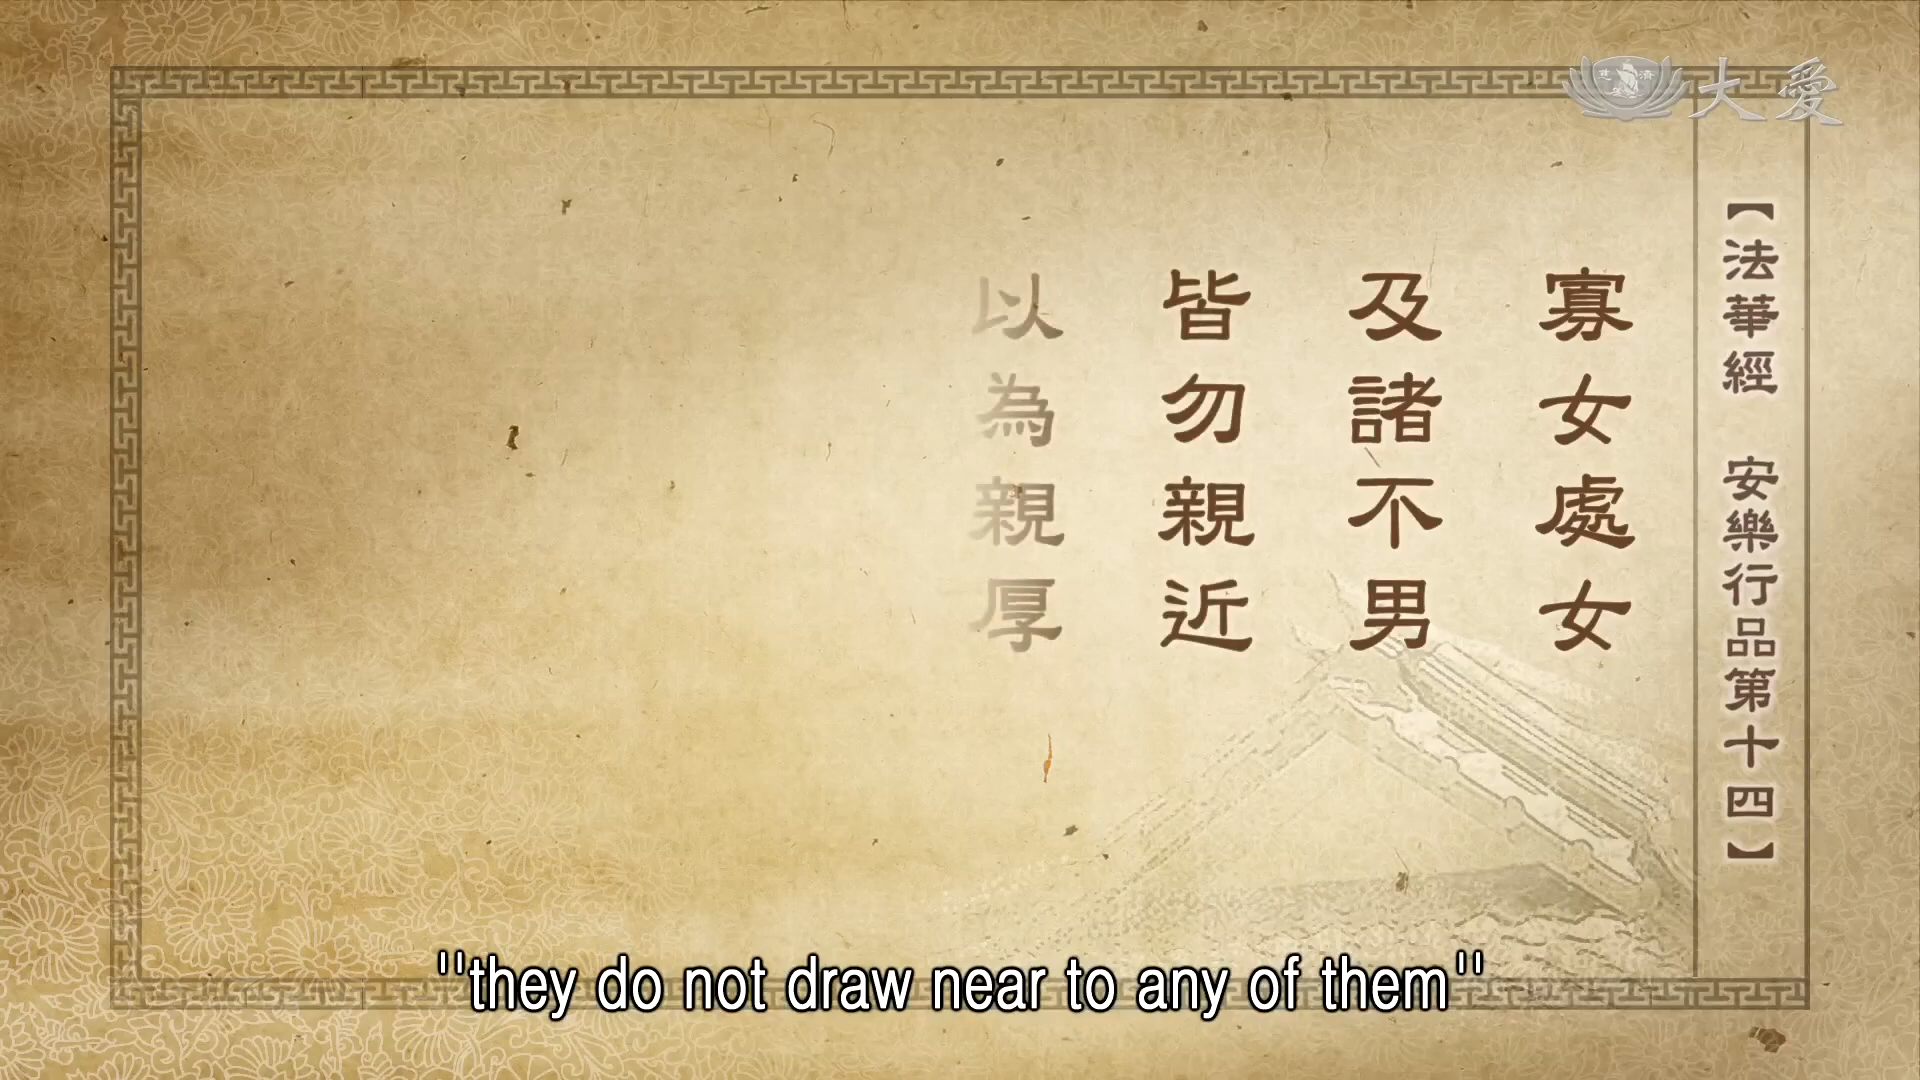 大愛
【法華經 安樂行品第十四】
寡女處女
及諸不男
皆勿親近
以為親厚
"they do not draw near to any of them"